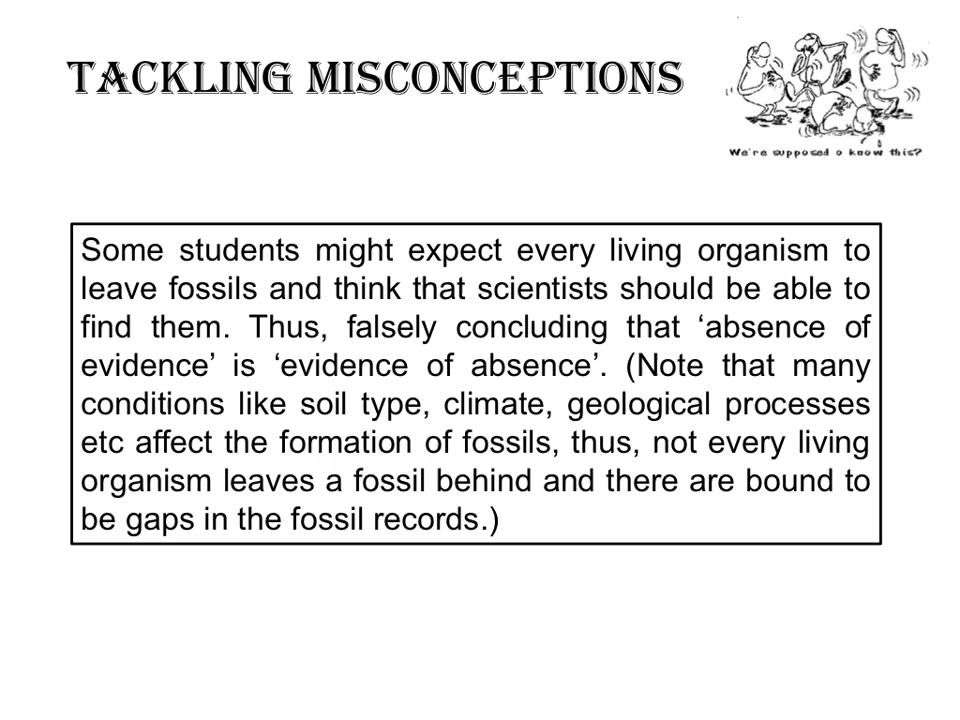 TACKLING MISCONCEPTIONS
We're supposed o know this?
Some students might expect every living organism to
leave fossils and think that scientists should be able to
find them. Thus, falsely concluding that ‘absence of
evidence’ is ‘evidence of absence’. (Note that many
conditions like soil type, climate, geological processes
etc affect the formation of fossils, thus, not every living
organism leaves a fossil behind and there are bound to
be gaps in the fossil records.)